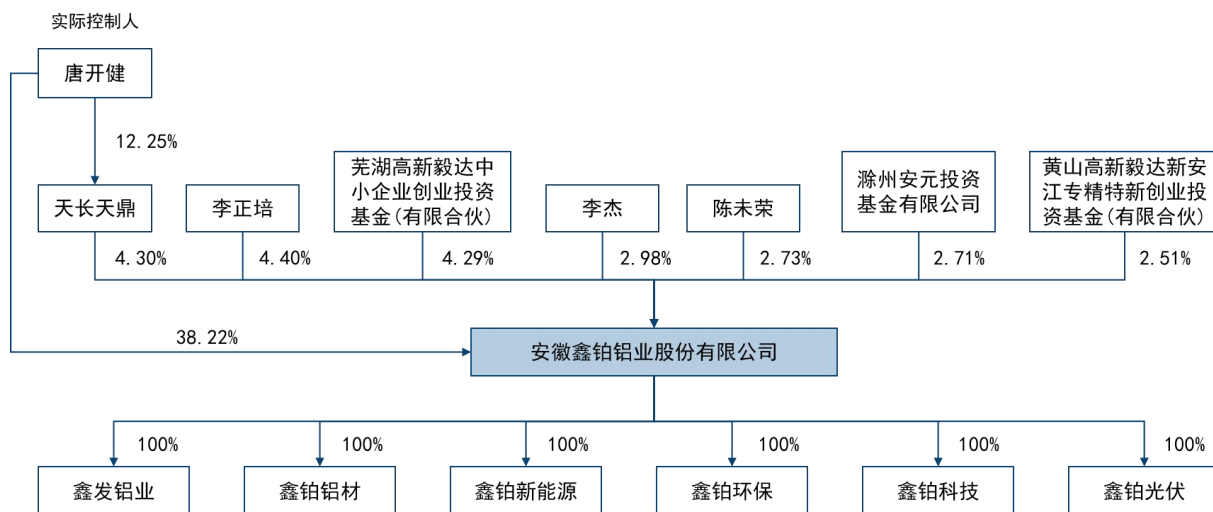 实际控制人
唐开健
12.25%
天长天鼎
李正培
芜湖高新毅达中
小企业创业投资
基金(有限合伙)
李杰
陈未荣
滁州安元投资
基金有限公司
黄山高新毅达新安
江专精特新创业投
资基金(有限合伙)
4.30%
4.40%
4.29%
2.98%
2.73%
2.71%
2.51%
38.22%
安徽鑫铂铝业股份有限公司
100%
100%
100%
100%
100%
100%
鑫发铝业
鑫铂铝材
鑫铂新能源
鑫铂环保
鑫铂科技
鑫铂光伏